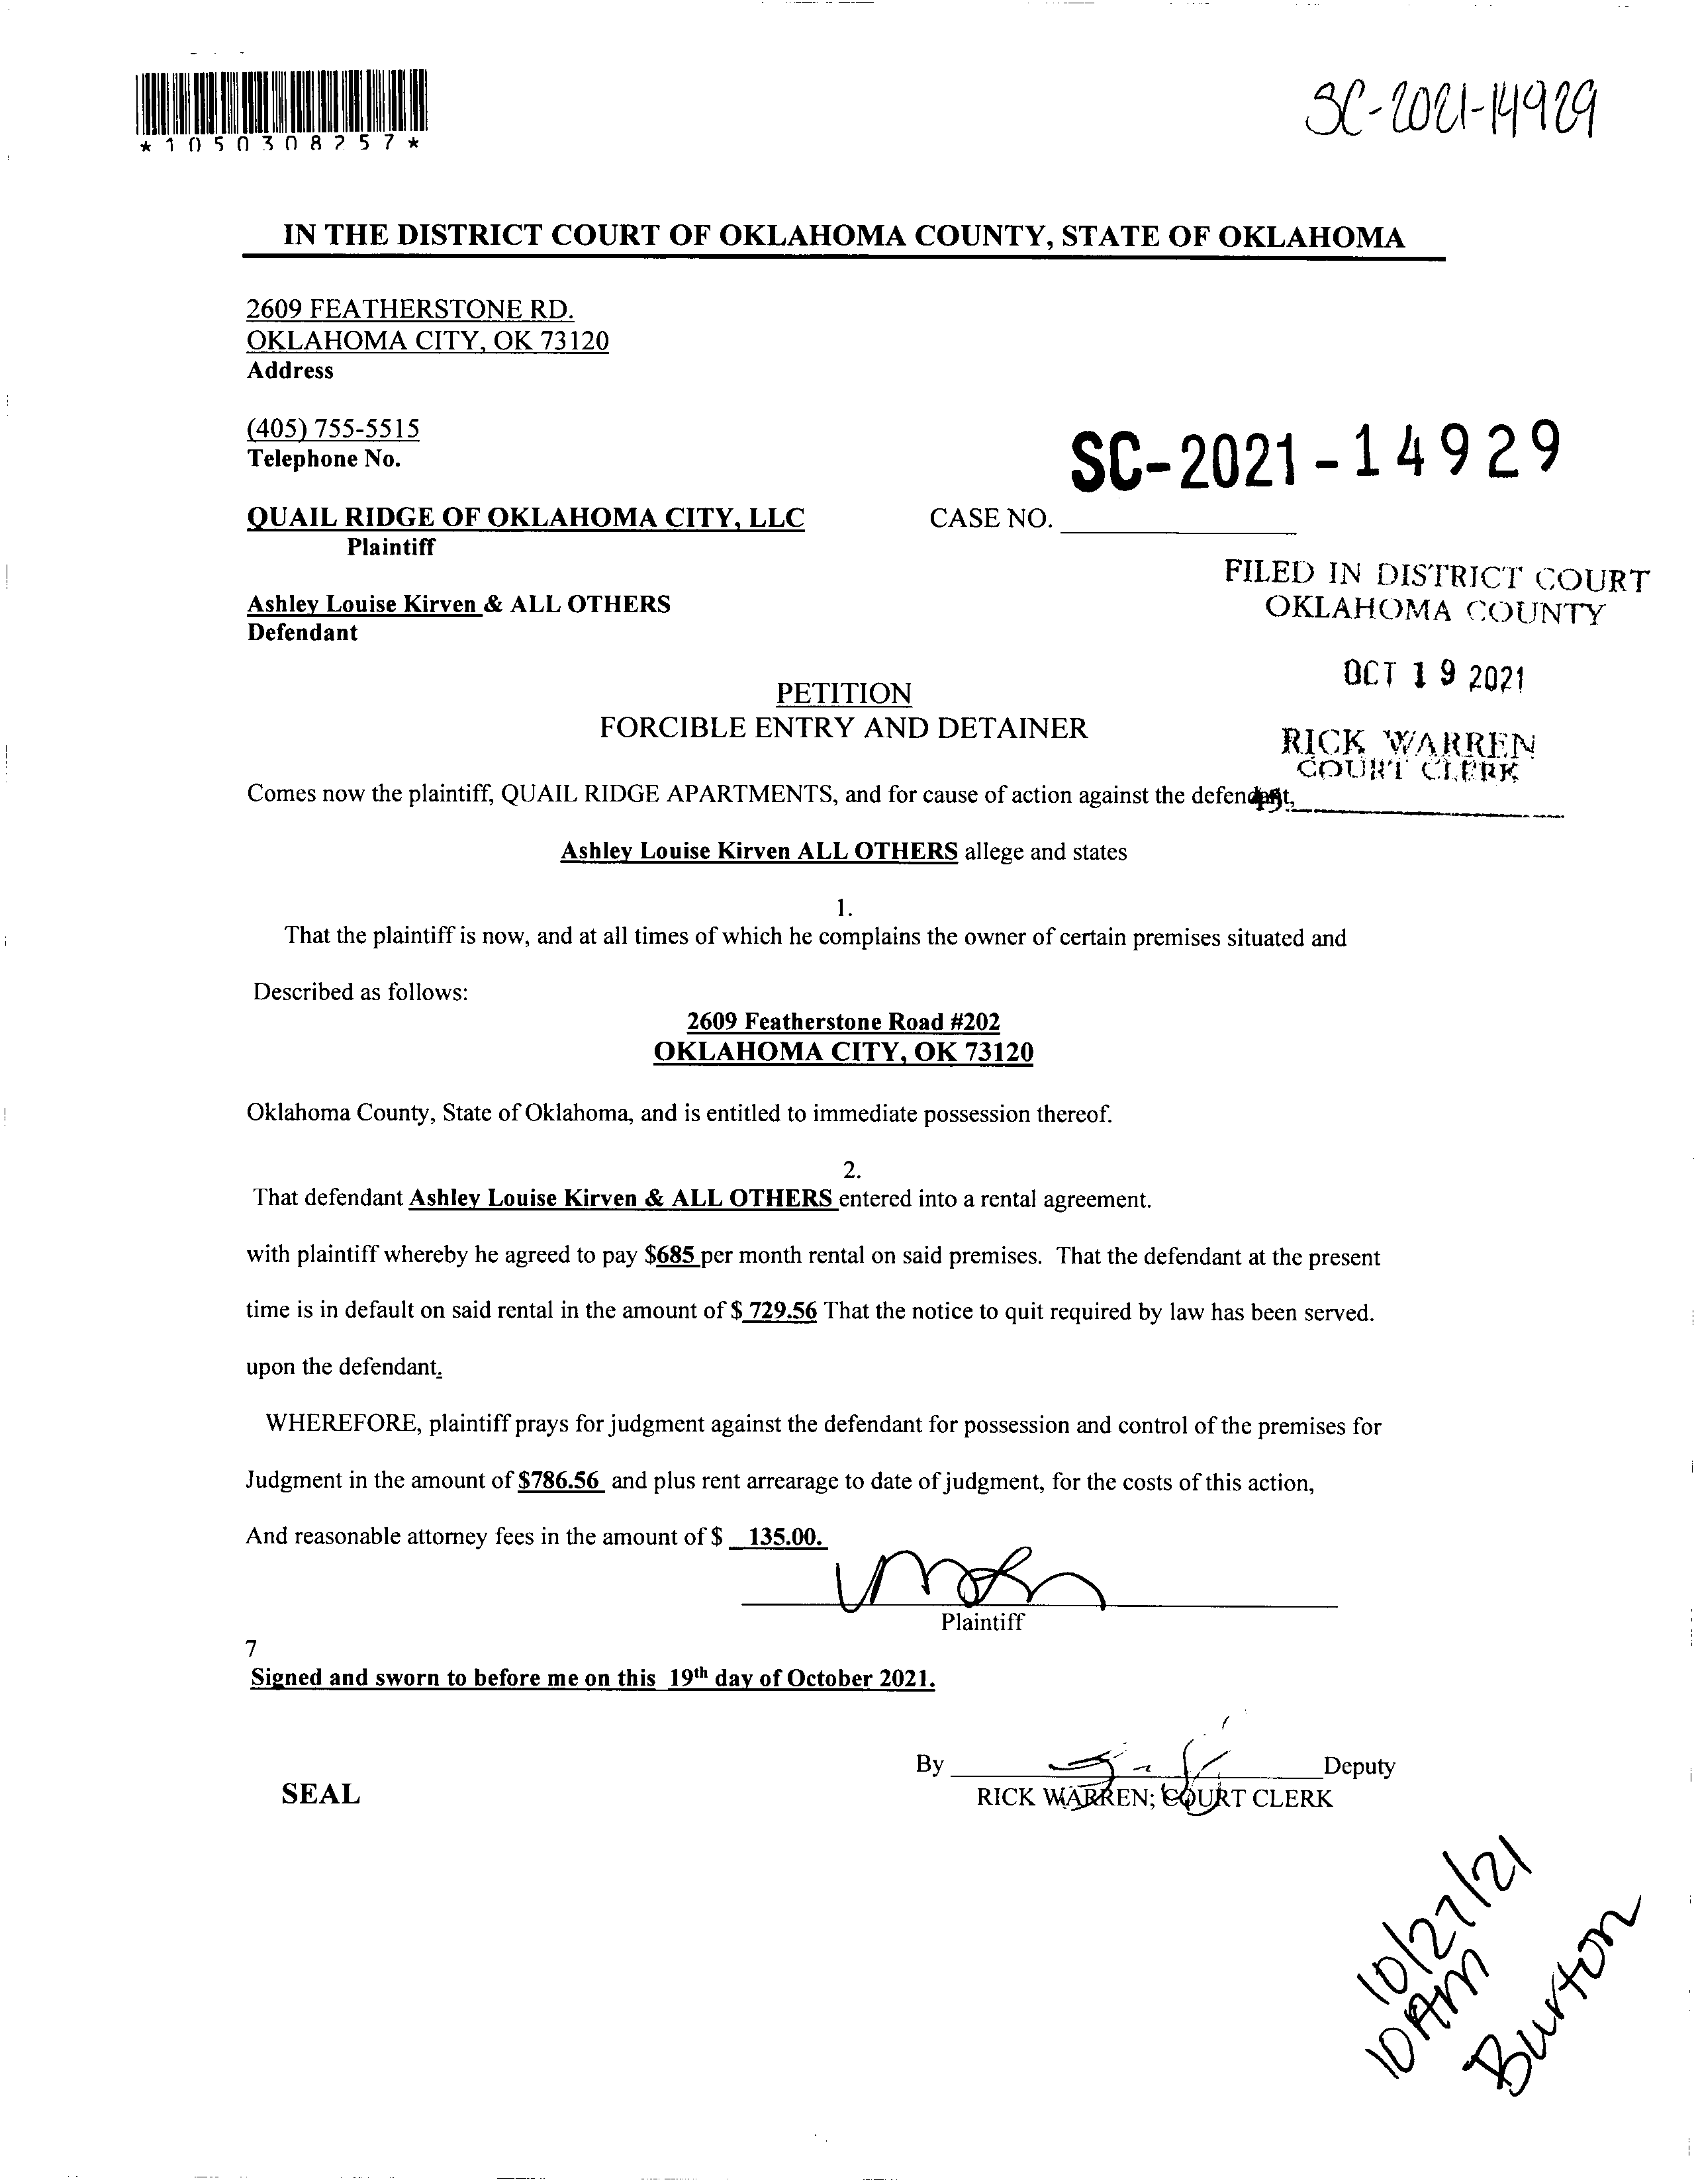 *1050308257*
SC-2021-14929
IN THE DISTRICT COURT OF OKLAHOMA COUNTY, STATE OF OKLAHOMA
2609 FEATHERSTONE RD.
OKLAHOMA CITY, OK 73120
Address
(405) 755-5515
Telephone No.
SC-2021-14929
QUAIL RIDGE OF OKLAHOMA CITY, LLC
CASE NO.
Plaintiff
FILED IN DISTRICT COURT
OKLAHOMA COUNTY
Ashley Louise Kirven & ALL OTHERS
Defendant
OCT 19 2021
PETITION
FORCIBLE ENTRY AND DETAINER
RICK WARREN
COURT CLERK
Comes now the plaintiff, QUAIL RIDGE APARTMENTS, and for cause of action against the defendant,
Ashley Louise Kirven ALL OTHERS allege and states
1.
That the plaintiff is now, and at all times of which he complains the owner of certain premises situated and
Described as follows:
2609 Featherstone Road #202
OKLAHOMA CITY, OK 73120
Oklahoma County, State of Oklahoma, and is entitled to immediate possession thereof.
2.
That defendant Ashley Louise Kirven & ALL OTHERS entered into a rental agreement.
with plaintiff whereby he agreed to pay $685 per month rental on said premises. That the defendant at the present
time is in default on said rental in the amount of $ 729.56 That the notice to quit required by law has been served.
upon the defendant.
WHEREFORE, plaintiff prays for judgment against the defendant for possession and control of the premises for
Judgment in the amount of $786.56 and plus rent arrearage to date of judgment, for the costs of this action,
And reasonable attorney fees in the amount of $ 135.00.
Plaintiff
7
Signed and sworn to before me on this 19th day of October 2021.
By Deputy
SEAL
RICK WARREN; COURT CLERK
10/27/21
10AM
Burton